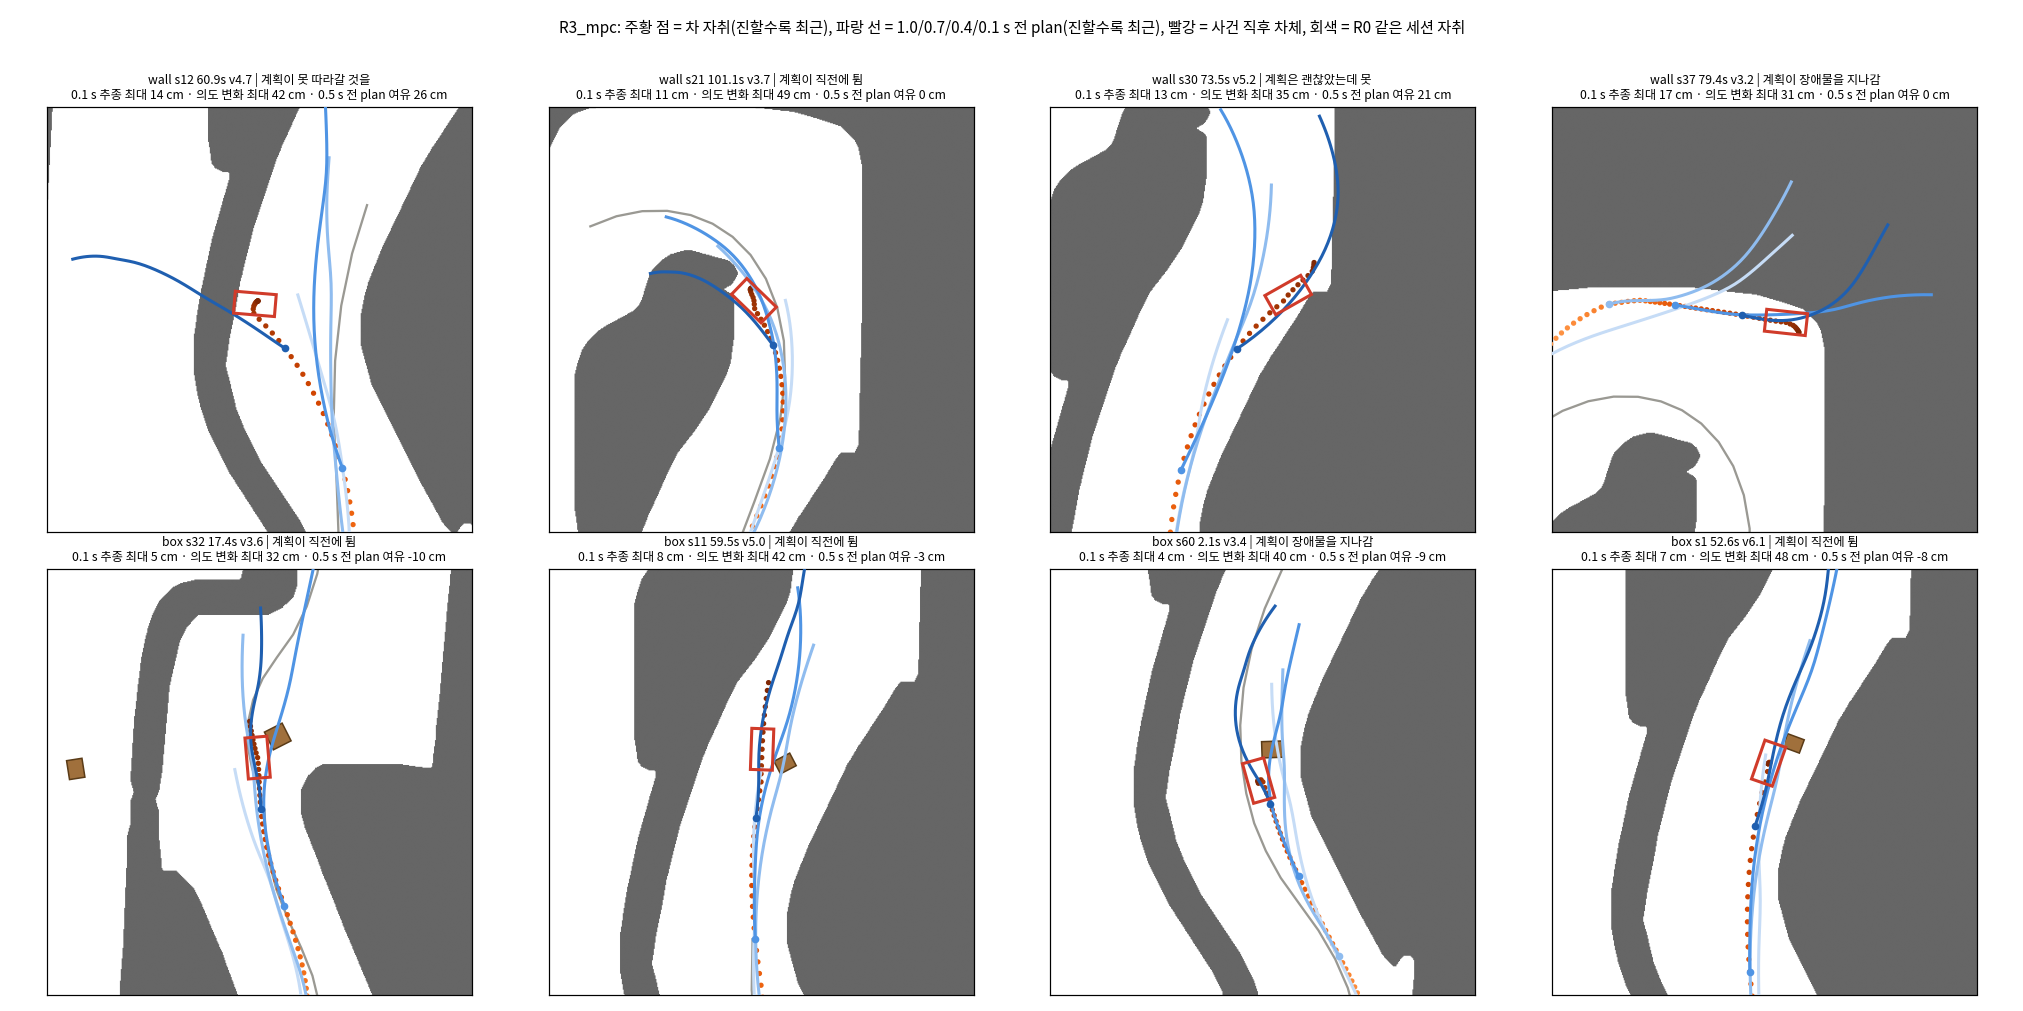 R3_mpc: 주황 점 = 차 자취(진할수록 최근), 파랑 선 = 1.0/0.7/0.4/0.1 s 전 plan(진할수록 최근), 빨강 = 사건 직후 차체, 회색 = R0 같은 세션 자취
wall s12 60.9s v4.7 | 계획이 못 따라갈 것을
0.1 s 추종 최대 14 cm · 의도 변화 최대 42 cm · 0.5 s 전 plan 여유 26 cm
wall s21 101.1s v3.7 | 계획이 직전에 튐
0.1 s 추종 최대 11 cm · 의도 변화 최대 49 cm · 0.5 s 전 plan 여유 0 cm
wall s30 73.5s v5.2 | 계획은 괜찮았는데 못
0.1 s 추종 최대 13 cm · 의도 변화 최대 35 cm · 0.5 s 전 plan 여유 21 cm
wall s37 79.4s v3.2 | 계획이 장애물을 지나감
0.1 s 추종 최대 17 cm · 의도 변화 최대 31 cm · 0.5 s 전 plan 여유 0 cm
box s32 17.4s v3.6 | 계획이 직전에 튐
0.1 s 추종 최대 5 cm · 의도 변화 최대 32 cm · 0.5 s 전 plan 여유 -10 cm
box s11 59.5s v5.0 | 계획이 직전에 튐
0.1 s 추종 최대 8 cm · 의도 변화 최대 42 cm · 0.5 s 전 plan 여유 -3 cm
box s60 2.1s v3.4 | 계획이 장애물을 지나감
0.1 s 추종 최대 4 cm · 의도 변화 최대 40 cm · 0.5 s 전 plan 여유 -9 cm
box s1 52.6s v6.1 | 계획이 직전에 튐
0.1 s 추종 최대 7 cm · 의도 변화 최대 48 cm · 0.5 s 전 plan 여유 -8 cm